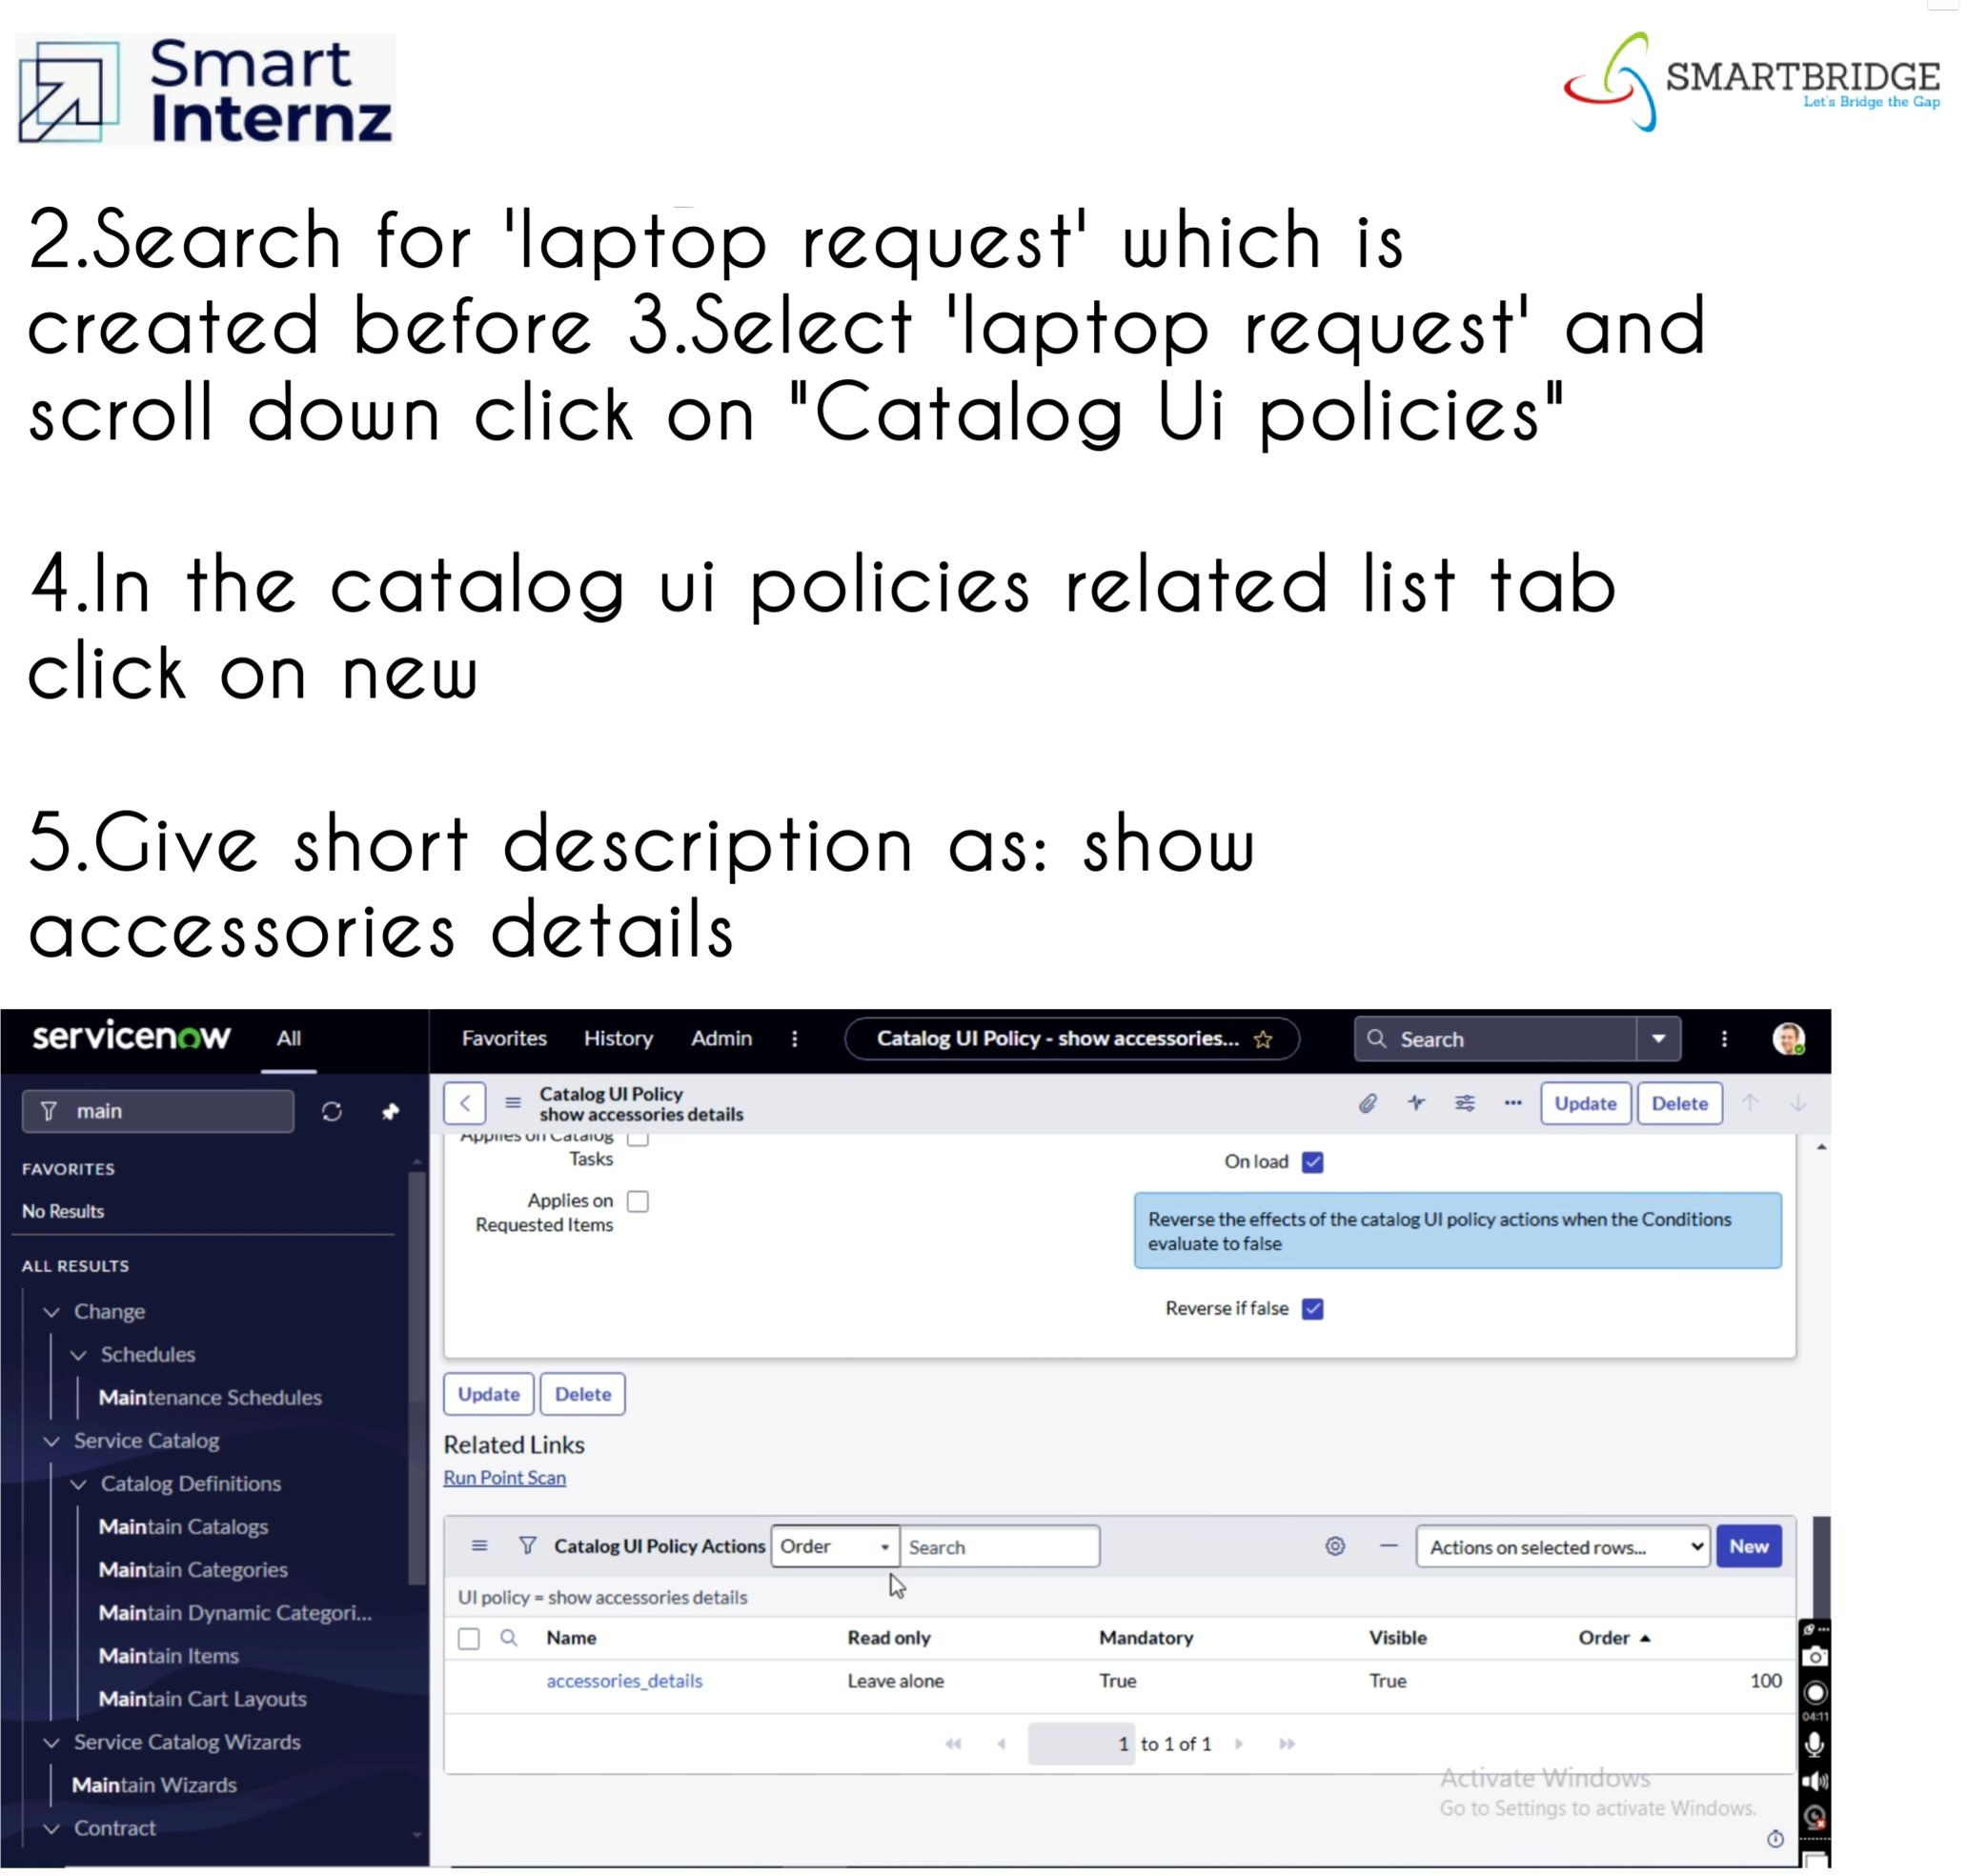 Smart
Internz
SMARTBRIDGE
Let's Bridge the Gap
2.Search for 'laptop request' which is
created before 3.Select 'laptop request' and
scroll down click on "Catalog Ui policies"
4.In the catalog ui policies related list tab
click on new
5.Give short description as: show
accessories details
servicenow All Favorites History Admin Catalog UI Policy - show accessories... Search
main
Catalog UI Policy
show accessories details
Update Delete
FAVORITES
No Results
ALL RESULTS
Change
Schedules
Maintenance Schedules
Service Catalog
Catalog Definitions
Maintain Catalogs
Maintain Categories
Maintain Dynamic Categori...
Maintain Items
Maintain Cart Layouts
Service Catalog Wizards
Maintain Wizards
Contract
Applies on Catalog
Tasks
Applies on
Requested Items
On load
Reverse the effects of the catalog UI policy actions when the Conditions
evaluate to false
Reverse if false
Update Delete
Related Links
Run Point Scan
Catalog UI Policy Actions Order Search Actions on selected rows... New
UI policy = show accessories details
Name Read only Mandatory Visible Order
accessories_details Leave alone True True 100
1 to 1 of 1
Activate Windows
Go to Settings to activate Windows.
04:11